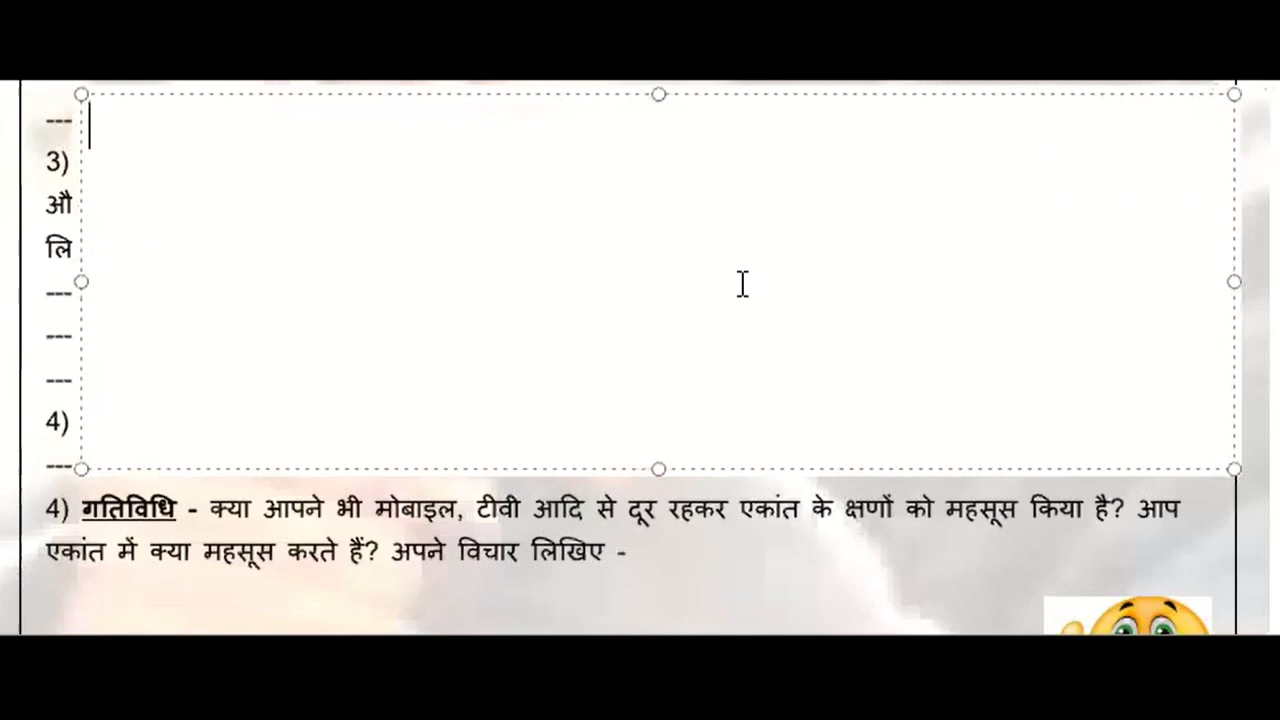 ---
3)
औ
लि
---
---
---
4)
---
4) गतिविधि - क्या आपने भी मोबाइल, टीवी आदि से दूर रहकर एकांत के क्षणों को महसूस किया है? आप
एकांत में क्या महसूस करते हैं? अपने विचार लिखिए -